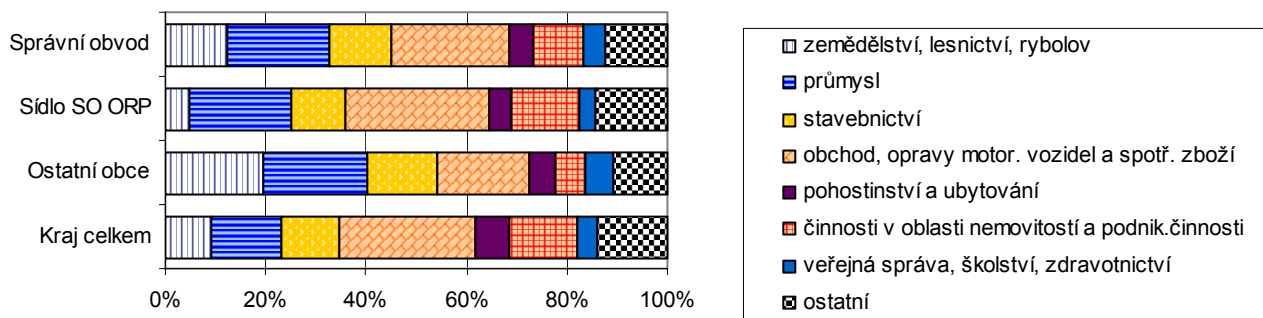 Správní obvod
Sídlo SO ORP
Ostatní obce
Kraj celkem
0% 20% 40% 60% 80% 100%
zemědělství, lesnictví, rybolov
průmysl
stavebnictví
obchod, opravy motor. vozidel a spotř. zboží
pohostinství a ubytování
činnosti v oblasti nemovitostí a podnik.činnosti
veřejná správa, školství, zdravotnictví
ostatní